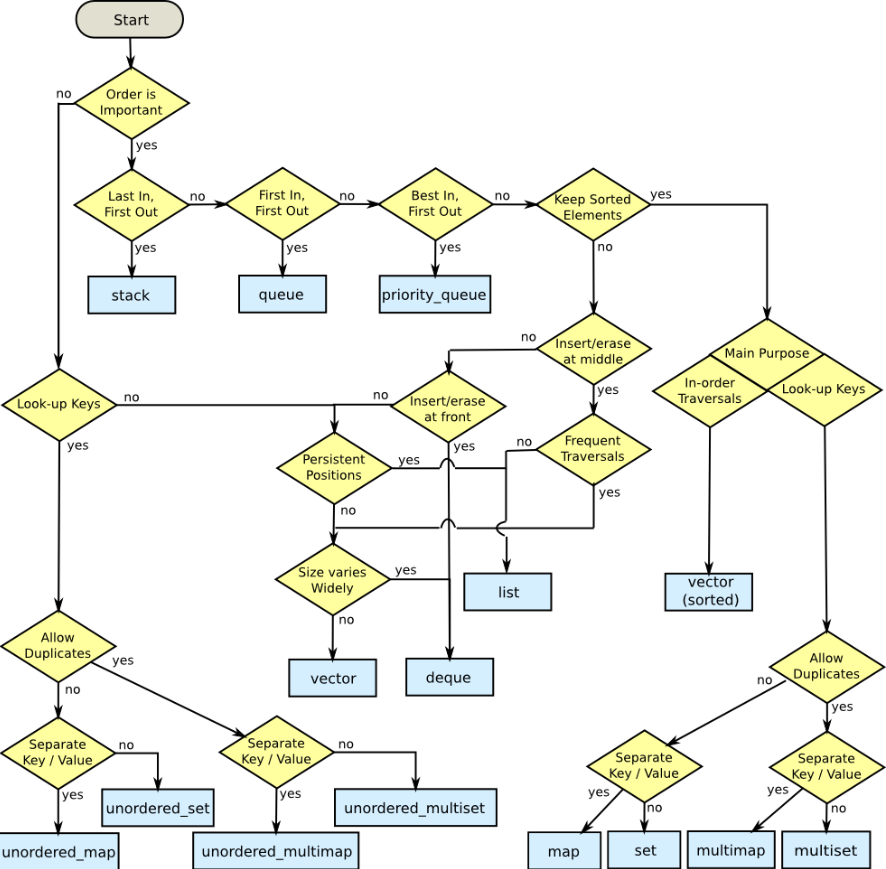 Start
no
Order is
Important
yes
Last In,
First Out
no
First In,
First Out
no
Best In,
First Out
no
Keep Sorted
Elements
yes
yes
yes
yes
no
stack
queue
priority_queue
no
Insert/erase
at middle
Main Purpose
In-order
Traversals
Look-up Keys
yes
Look-up Keys
no
no
Insert/erase
at front
yes
yes
no
Frequent
Traversals
Persistent
Positions
yes
yes
no
Size varies
Widely
yes
list
vector
(sorted)
no
vector
deque
Allow
Duplicates
yes
no
Allow
Duplicates
no
yes
Separate
Key / Value
no
Separate
Key / Value
no
Separate
Key / Value
Separate
Key / Value
yes
yes
yes
no
yes
no
unordered_set
unordered_multiset
unordered_map
unordered_multimap
map
set
multimap
multiset